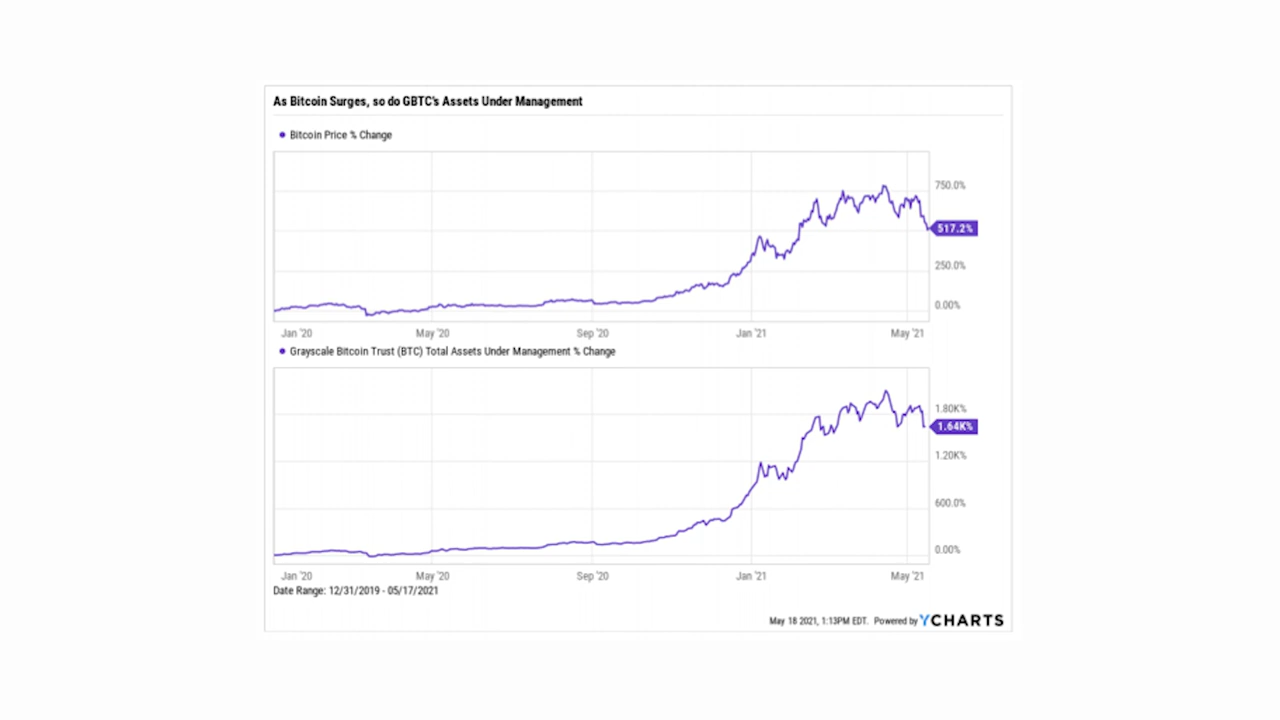 As Bitcoin Surges, so do GBTC's Assets Under Management
Bitcoin Price % Change
750.0%
517.2%
250.0%
0.00%
Jan '20 May '20 Sep '20 Jan '21 May '21
Grayscale Bitcoin Trust (BTC) Total Assets Under Management % Change
1.80K%
1.64K%
1.20K%
600.0%
0.00%
Jan '20 May '20 Sep '20 Jan '21 May '21
Date Range: 12/31/2019 - 05/17/2021
May 18 2021, 1:13PM EDT. Powered by YCHARTS